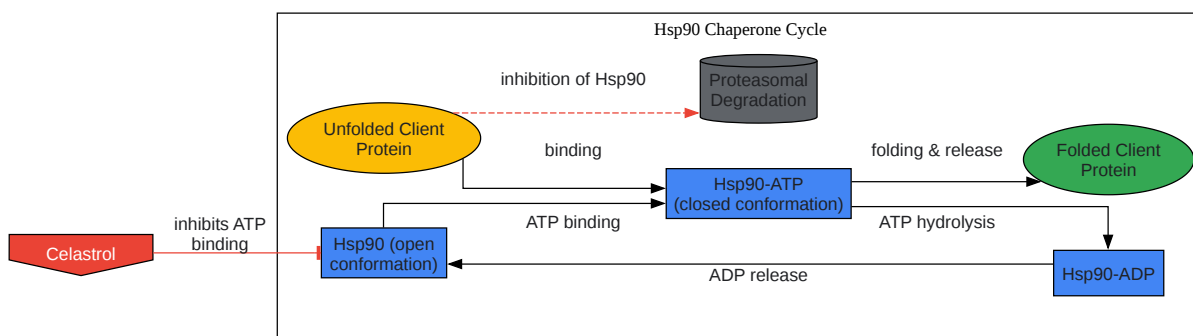 Hsp90 Chaperone Cycle
inhibition of Hsp90
Proteasomal
Degradation
Unfolded Client
Protein
binding
folding & release
Folded Client
Protein
Hsp90-ATP
(closed conformation)
ATP binding
ATP hydrolysis
inhibits ATP
binding
Celastrol
Hsp90 (open
conformation)
ADP release
Hsp90-ADP